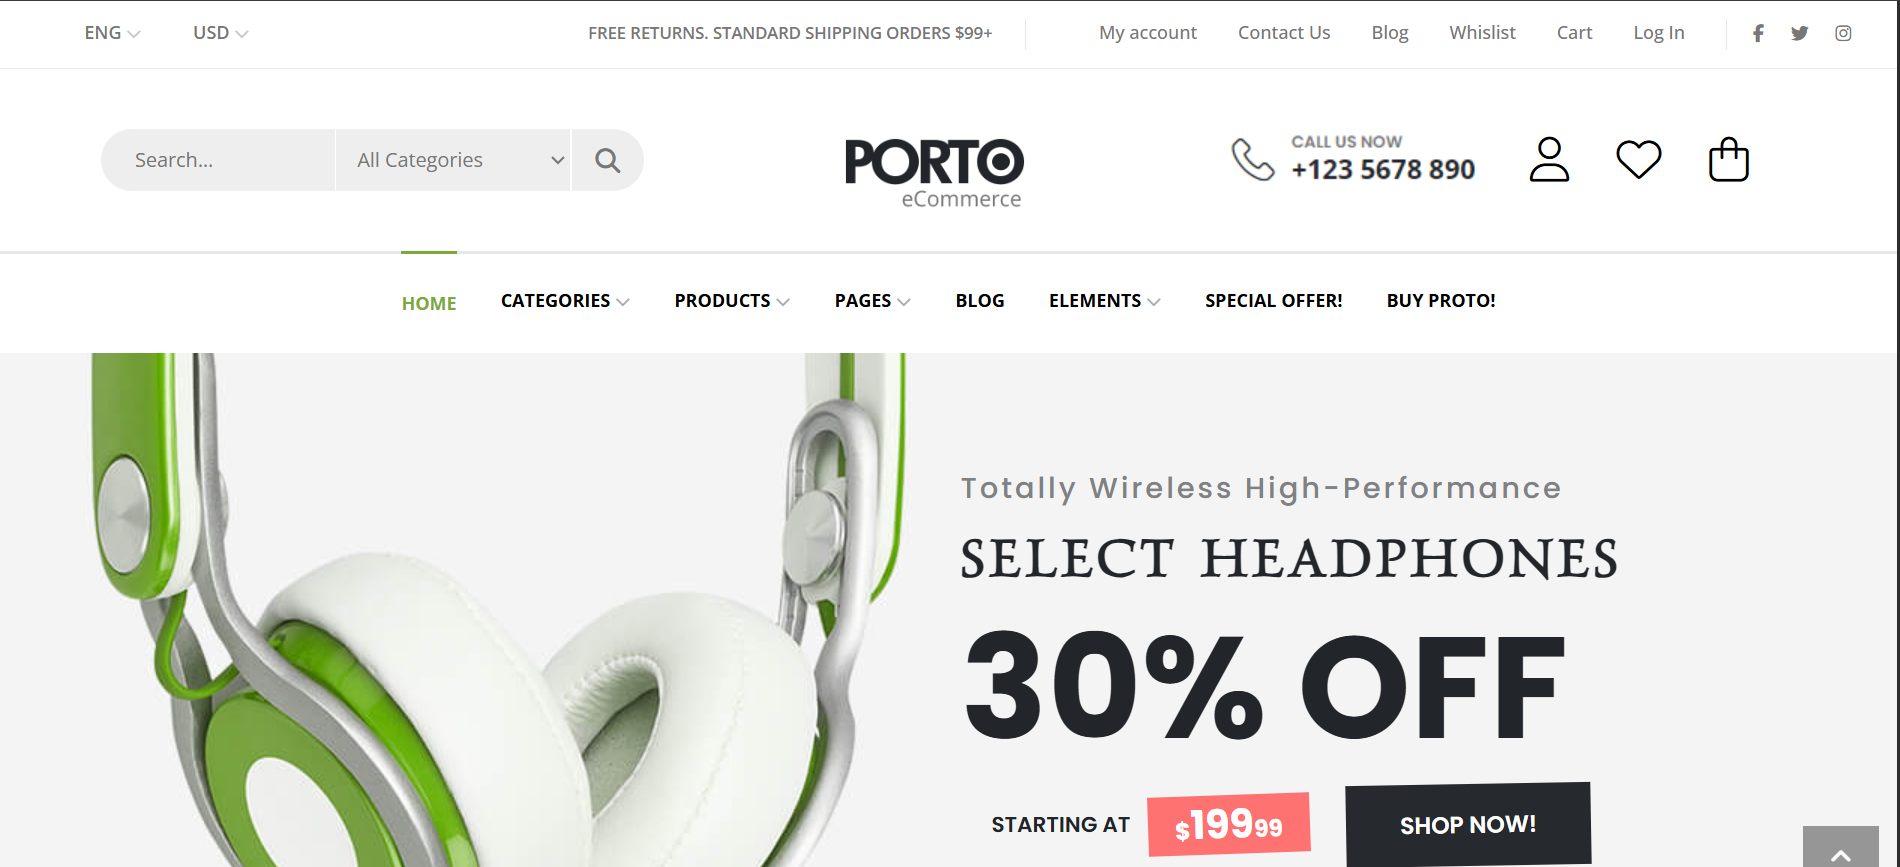 ENG USD FREE RETURNS. STANDARD SHIPPING ORDERS $99+ My account Contact Us Blog Whislist Cart Log In
Search... All Categories
PORTO
eCommerce
CALL US NOW
+123 5678 890
HOME CATEGORIES PRODUCTS PAGES BLOG ELEMENTS SPECIAL OFFER! BUY PROTO!
Totally Wireless High-Performance
SELECT HEADPHONES
30% OFF
STARTING AT $19999 SHOP NOW!